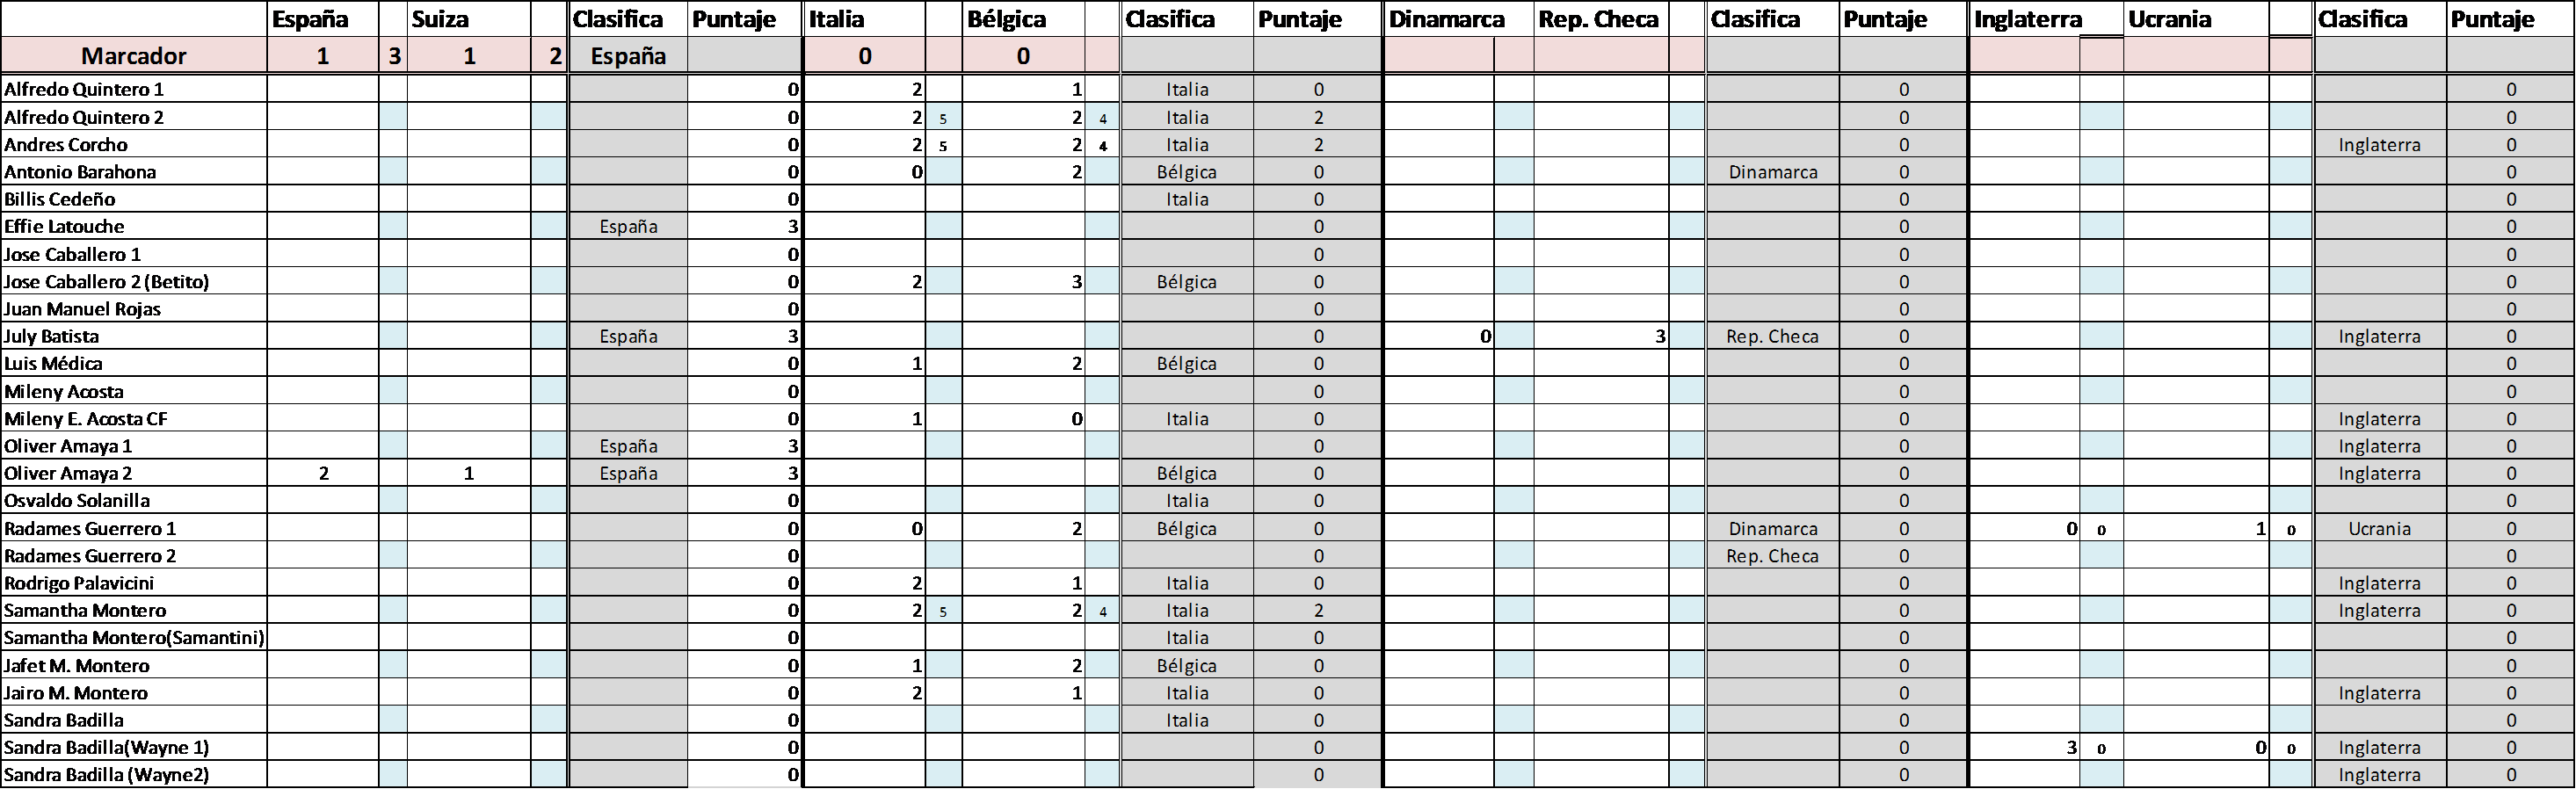 España Suiza Clasifica Puntaje Italia Bélgica Clasifica Puntaje Dinamarca Rep. Checa Clasifica Puntaje Inglaterra Ucrania Clasifica Puntaje
Marcador 1 3 1 2 España 0 0
Alfredo Quintero 1 0 2 1 Italia 0 0 0
Alfredo Quintero 2 0 2 5 2 4 Italia 2 0 0
Andres Corcho 0 2 5 2 4 Italia 2 0 Inglaterra 0
Antonio Barahona 0 0 2 Bélgica 0 Dinamarca 0 0
Billis Cedeño 0 Italia 0 0 0
Effie Latouche España 3 0 0 0
Jose Caballero 1 0 0 0 0
Jose Caballero 2 (Betito) 0 2 3 Bélgica 0 0 0
Juan Manuel Rojas 0 0 0 0
July Batista España 3 0 0 3 Rep. Checa 0 Inglaterra 0
Luis Médica 0 1 2 Bélgica 0 0 0
Mileny Acosta 0 0 0 0
Mileny E. Acosta CF 0 1 0 Italia 0 0 Inglaterra 0
Oliver Amaya 1 España 3 0 0 Inglaterra 0
Oliver Amaya 2 2 1 España 3 Bélgica 0 0 Inglaterra 0
Osvaldo Solanilla 0 Italia 0 0 0
Radames Guerrero 1 0 0 2 Bélgica 0 Dinamarca 0 0 0 1 0 Ucrania 0
Radames Guerrero 2 0 0 Rep. Checa 0 0
Rodrigo Palavicini 0 2 1 Italia 0 0 Inglaterra 0
Samantha Montero 0 2 5 2 4 Italia 2 0 Inglaterra 0
Samantha Montero(Samantini) 0 Italia 0 0 0
Jafet M. Montero 0 1 2 Bélgica 0 0 0
Jairo M. Montero 0 2 1 Italia 0 0 Inglaterra 0
Sandra Badilla 0 Italia 0 0 0
Sandra Badilla(Wayne 1) 0 0 0 3 0 0 0 Inglaterra 0
Sandra Badilla (Wayne2) 0 0 0 Inglaterra 0